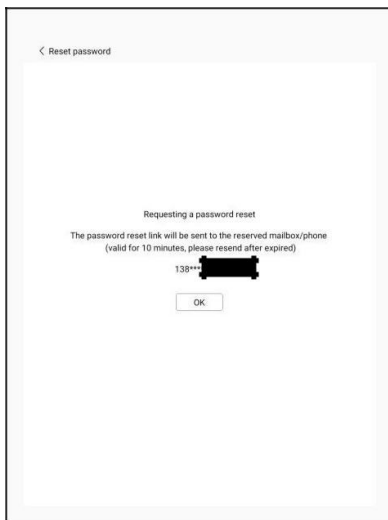 Reset password
Requesting a password reset
The password reset link will be sent to the reserved mailbox/phone
(valid for 10 minutes, please resend after expired)
138***
OK